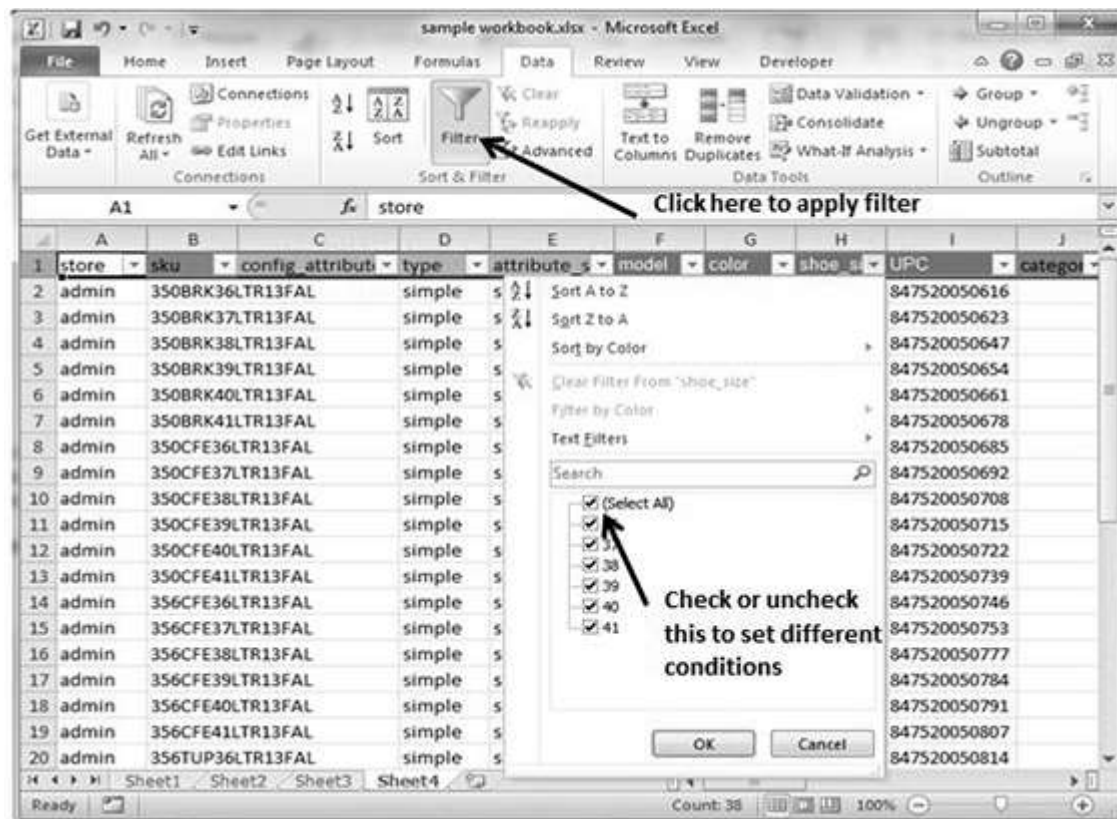 sample workbook.xlsx - Microsoft Excel
File Home Insert Page Layout Formulas Data Review View Developer
Get External Data
Refresh All
Connections
Properties
Edit Links
Connections
Sort
Filter
Clear
Reapply
Advanced
Sort & Filter
Text to Columns
Remove Duplicates
Data Validation
Consolidate
What-If Analysis
Data Tools
Group
Ungroup
Subtotal
Outline
Click here to apply filter
A1 fx store
A B C D E F G H I J
1 store sku config_attribut type attribute_s model color shoe_si UPC categor
2 admin 350BRK36LTR13FAL simple s 847520050616
3 admin 350BRK37LTR13FAL simple s 847520050623
4 admin 350BRK38LTR13FAL simple s 847520050647
5 admin 350BRK39LTR13FAL simple s 847520050654
6 admin 350BRK40LTR13FAL simple s 847520050661
7 admin 350BRK41LTR13FAL simple s 847520050678
8 admin 350CFE36LTR13FAL simple s 847520050685
9 admin 350CFE37LTR13FAL simple s 847520050692
10 admin 350CFE38LTR13FAL simple s 847520050708
11 admin 350CFE39LTR13FAL simple s 847520050715
12 admin 350CFE40LTR13FAL simple s 847520050722
13 admin 350CFE41LTR13FAL simple s 847520050739
14 admin 356CFE36LTR13FAL simple s 847520050746
15 admin 356CFE37LTR13FAL simple s 847520050753
16 admin 356CFE38LTR13FAL simple s 847520050777
17 admin 356CFE39LTR13FAL simple s 847520050784
18 admin 356CFE40LTR13FAL simple s 847520050791
19 admin 356CFE41LTR13FAL simple s 847520050807
20 admin 356TUP36LTR13FAL simple s 847520050814
Sort A to Z
Sort Z to A
Sort by Color
Clear Filter From "shoe_size"
Filter by Color
Text Filters
Search
(Select All)
37
38
39
40
41
Check or uncheck
this to set different
conditions
OK Cancel
Sheet1 Sheet2 Sheet3 Sheet4
Ready Count: 38 100%